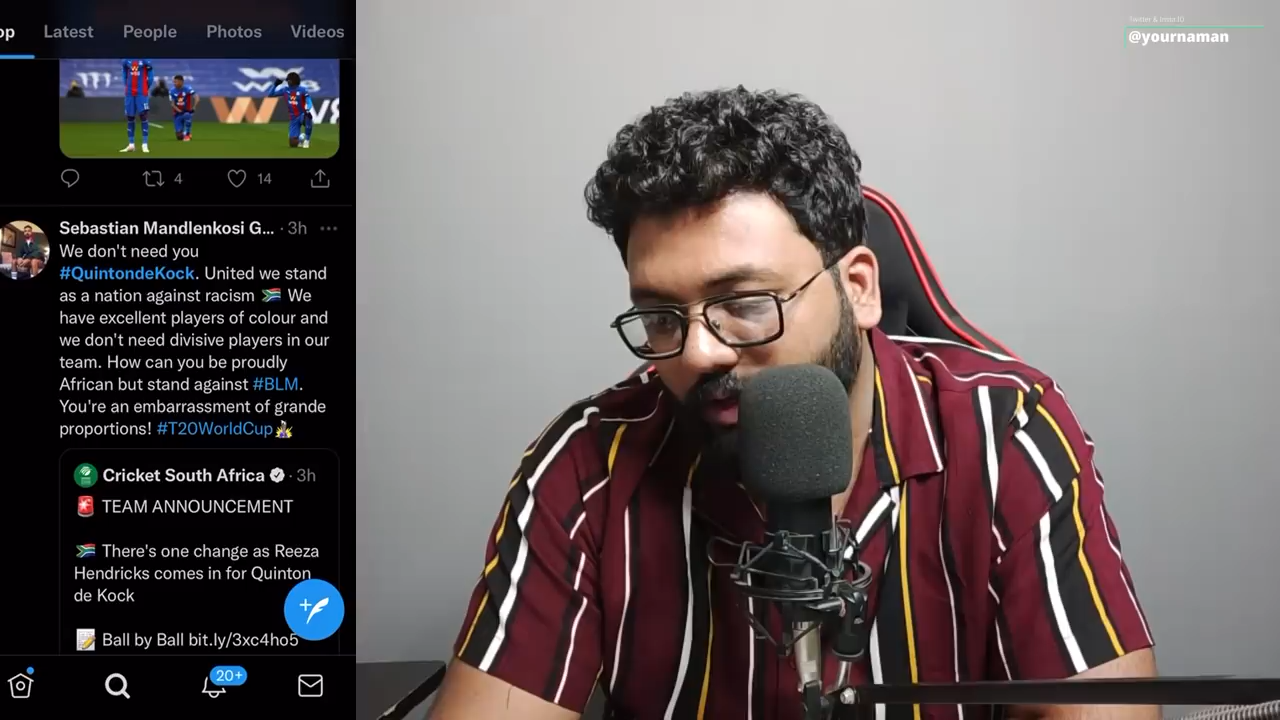 op Latest People Photos Videos
4 14
Sebastian Mandlenkosi G... · 3h
We don't need you
#QuintondeKock. United we stand
as a nation against racism 🇿🇦 We
have excellent players of colour and
we don't need divisive players in our
team. How can you be proudly
African but stand against #BLM.
You're an embarrassment of grande
proportions! #T20WorldCup
Cricket South Africa · 3h
🚨 TEAM ANNOUNCEMENT
🇿🇦 There's one change as Reeza
Hendricks comes in for Quinton
de Kock
📝 Ball by Ball bit.ly/3xc4ho5
20+
Twitter & Insta ID
@yournaman